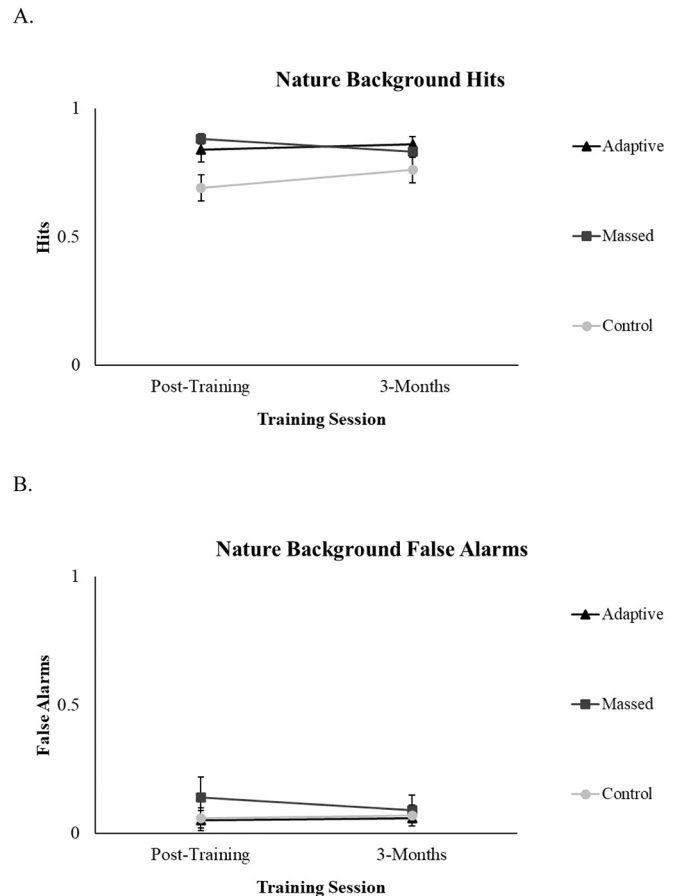 A.
Nature Background Hits
1
0.5
0
Hits
Post-Training
3-Months
Training Session
Adaptive
Massed
Control
B.
Nature Background False Alarms
1
0.5
0
False Alarms
Post-Training
3-Months
Training Session
Adaptive
Massed
Control